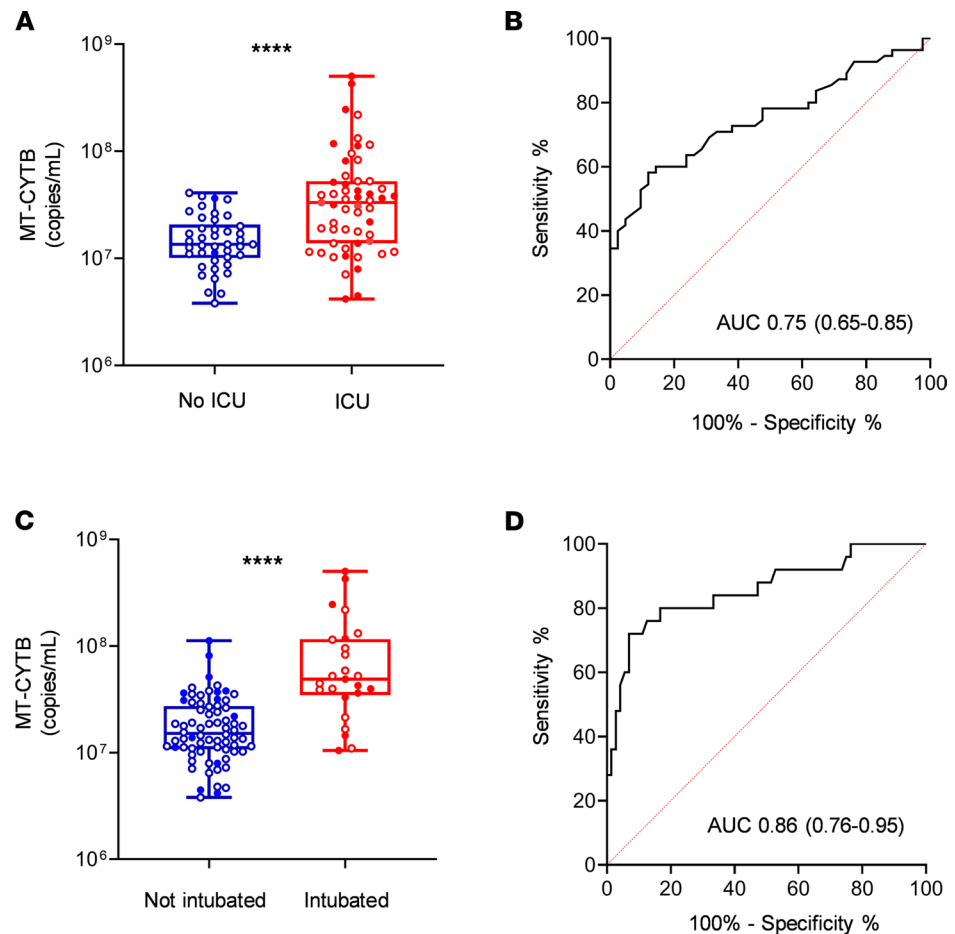 A
****
MT-CYTB
(copies/mL)
10⁹
10⁸
10⁷
10⁶
No ICU
ICU
B
Sensitivity %
100
80
60
40
20
0
AUC 0.75 (0.65-0.85)
0
20
40
60
80
100
100% - Specificity %
C
****
MT-CYTB
(copies/mL)
10⁹
10⁸
10⁷
10⁶
Not intubated
Intubated
D
Sensitivity %
100
80
60
40
20
0
AUC 0.86 (0.76-0.95)
0
20
40
60
80
100
100% - Specificity %